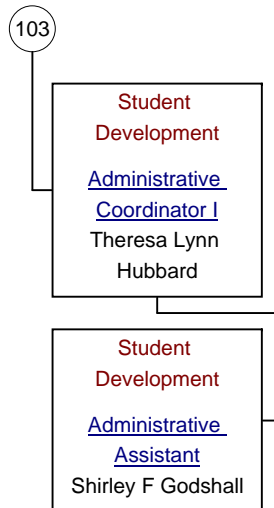 103
Student
Development
Administrative
Coordinator I
Theresa Lynn
Hubbard
Student
Development
Administrative
Assistant
Shirley F Godshall